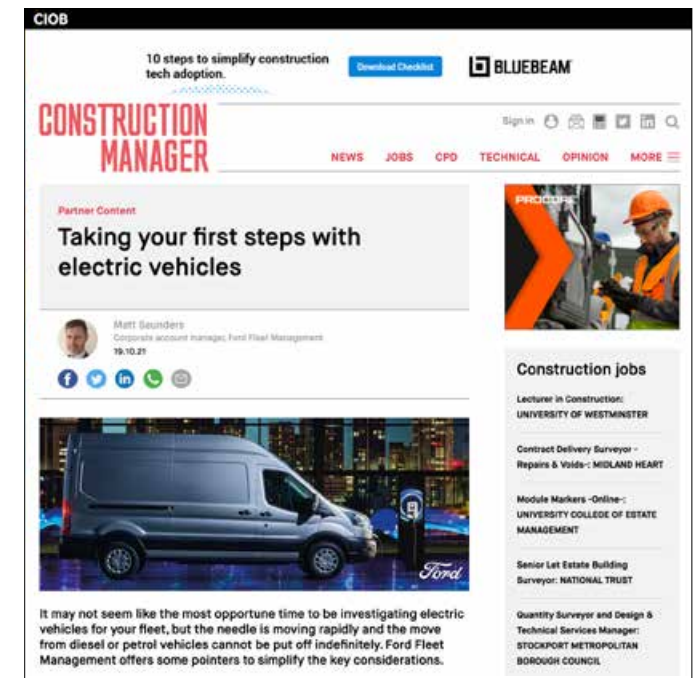 CIOB
10 steps to simplify construction
tech adoption.
Download Checklist
BLUEBEAM
CONSTRUCTION
MANAGER
Sign in
NEWS JOBS CPD TECHNICAL OPINION MORE
Partner Content
Taking your first steps with
electric vehicles
Matt Saunders
Corporate account manager, Ford Fleet Management
19.10.21
PROCORE
Ford
It may not seem like the most opportune time to be investigating electric
vehicles for your fleet, but the needle is moving rapidly and the move
from diesel or petrol vehicles cannot be put off indefinitely. Ford Fleet
Management offers some pointers to simplify the key considerations.
Construction jobs
Lecturer in Construction:
UNIVERSITY OF WESTMINSTER
Contract Delivery Surveyor -
Repairs & Voids-: MIDLAND HEART
Module Markers -Online-:
UNIVERSITY COLLEGE OF ESTATE
MANAGEMENT
Senior Let Estate Building
Surveyor: NATIONAL TRUST
Quantity Surveyor and Design &
Technical Services Manager:
STOCKPORT METROPOLITAN
BOROUGH COUNCIL